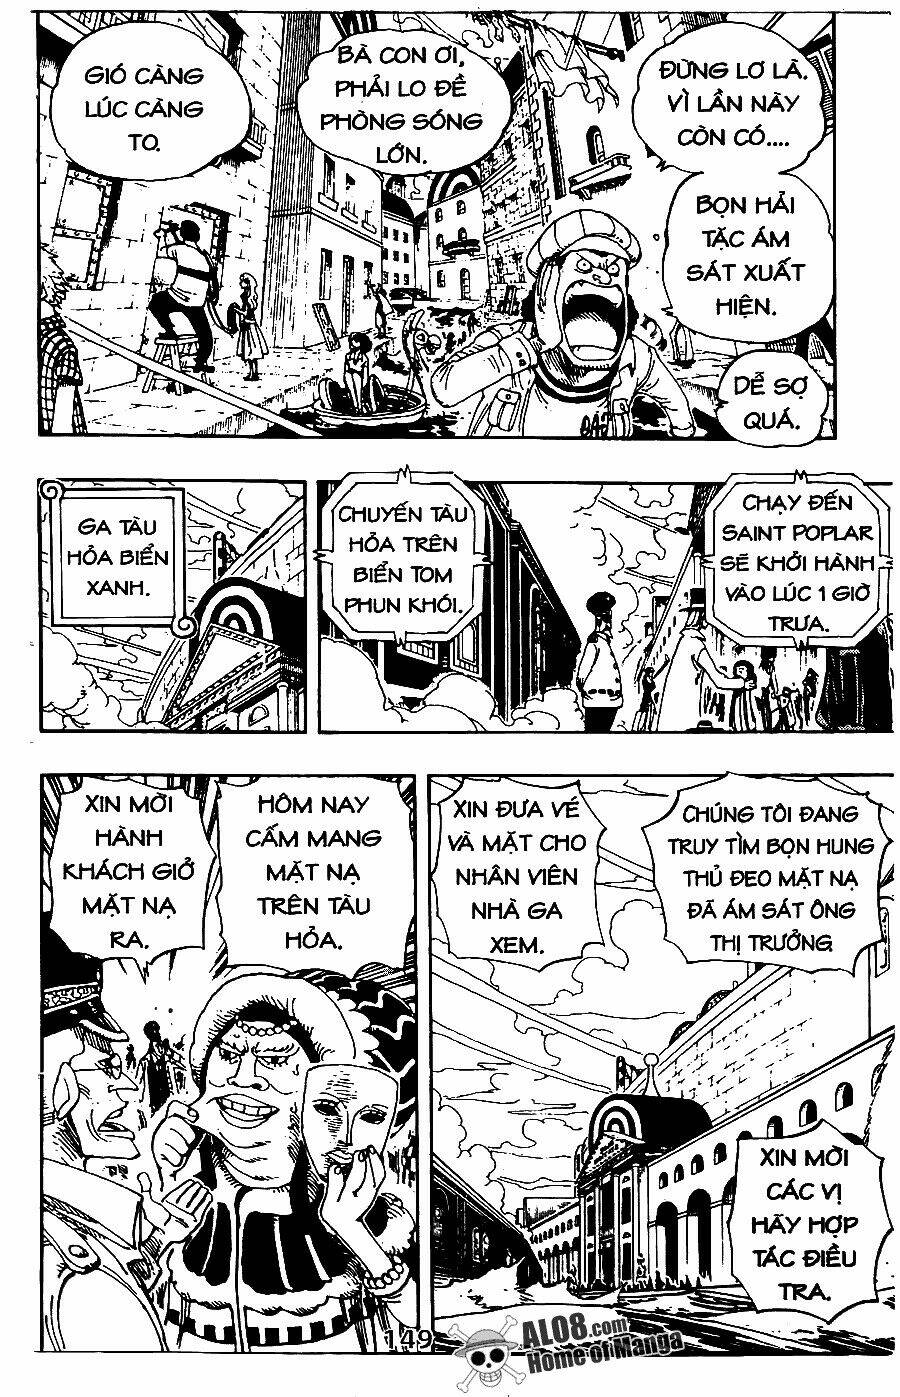 GIÓ CÀNG
LÚC CÀNG
TO.
BÀ CON ƠI,
PHẢI LO ĐỀ
PHÒNG SÓNG
LỚN.
ĐỪNG LƠ LÀ.
VÌ LẦN NÀY
CÒN CÓ....
BỌN HẢI
TẶC ÁM
SÁT XUẤT
HIỆN.
DỄ SỢ
QUÁ.
GA TÀU
HỎA BIỂN
XANH.
CHUYẾN TÀU
HỎA TRÊN
BIỂN TOM
PHUN KHÓI.
CHẠY ĐẾN
SAINT POPLAR
SẼ KHỞI HÀNH
VÀO LÚC 1 GIỜ
TRƯA.
XIN MỜI
HÀNH
KHÁCH GIỞ
MẶT NẠ
RA.
HÔM NAY
CẤM MANG
MẶT NẠ
TRÊN TÀU
HỎA.
XIN ĐƯA VÉ
VÀ MẶT CHO
NHÂN VIÊN
NHÀ GA
XEM.
CHÚNG TÔI ĐANG
TRUY TÌM BỌN HUNG
THỦ ĐEO MẶT NẠ
ĐÃ ÁM SÁT ÔNG
THỊ TRƯỞNG
XIN MỜI
CÁC VỊ
HÃY HỢP
TÁC ĐIỀU
TRA.
149
ALO8.com
Home of Manga